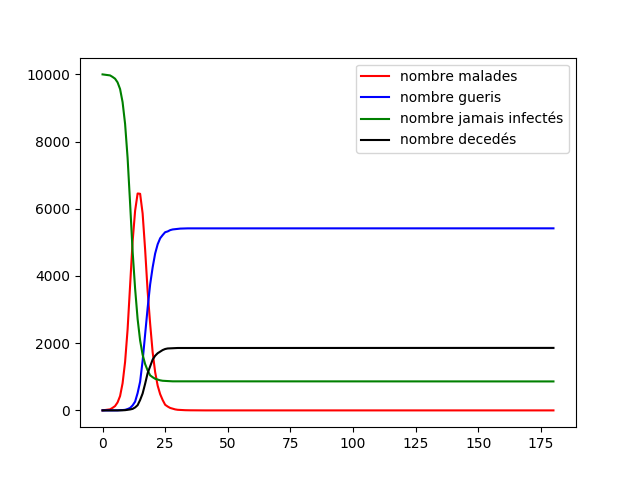 10000
8000
6000
4000
2000
0
0 25 50 75 100 125 150 175
nombre malades
nombre gueris
nombre jamais infectés
nombre decedés